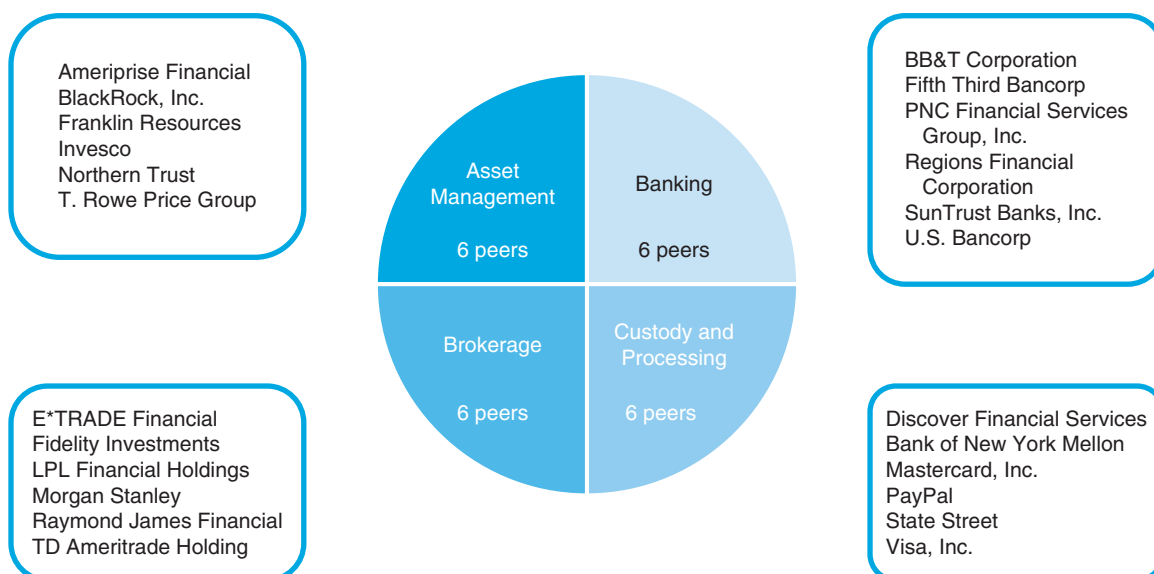 Ameriprise Financial
BlackRock, Inc.
Franklin Resources
Invesco
Northern Trust
T. Rowe Price Group
Asset
Management
6 peers
Banking
6 peers
BB&T Corporation
Fifth Third Bancorp
PNC Financial Services
Group, Inc.
Regions Financial
Corporation
SunTrust Banks, Inc.
U.S. Bancorp
Brokerage
6 peers
Custody and
Processing
6 peers
E*TRADE Financial
Fidelity Investments
LPL Financial Holdings
Morgan Stanley
Raymond James Financial
TD Ameritrade Holding
Discover Financial Services
Bank of New York Mellon
Mastercard, Inc.
PayPal
State Street
Visa, Inc.